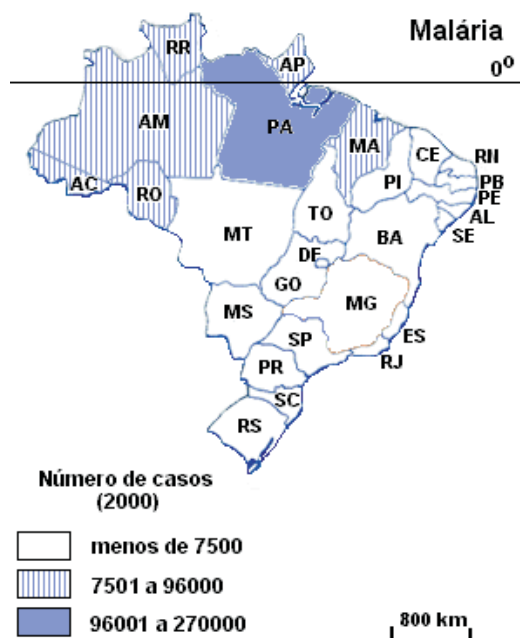 Malária
0º
RR
AP
AM
PA
MA
CE
RN
PB
PE
AL
SE
PI
AC
RO
TO
BA
MT
DF
GO
MG
MS
ES
SP
RJ
PR
SC
RS
Número de casos
(2000)
menos de 7500
7501 a 96000
96001 a 270000
800 km